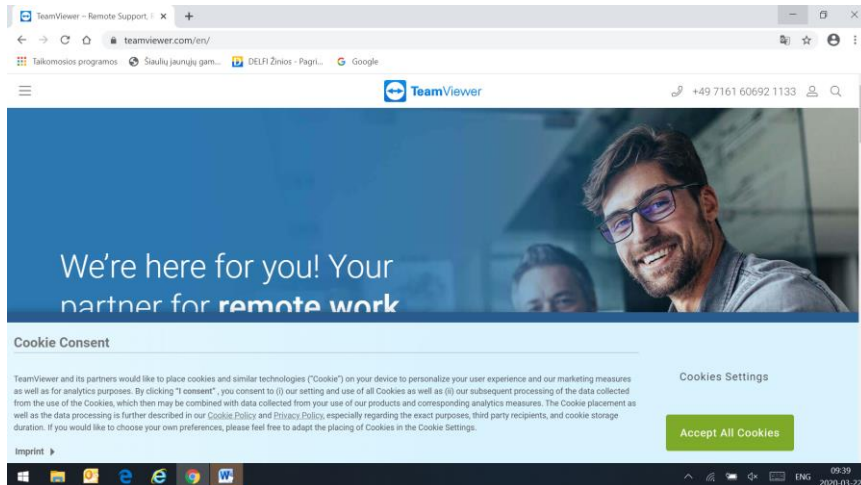 TeamViewer – Remote Support, R
teamviewer.com/en/
Taikomosios programos
Šiaulių jaunųjų gam...
DELFI Žinios - Pagri...
Google
TeamViewer
+49 7161 60692 1133
We're here for you! Your
partner for remote work
Cookie Consent
TeamViewer and its partners would like to place cookies and similar technologies ("Cookie") on your device to personalize your user experience and our marketing measures
as well as for analytics purposes. By clicking "I consent" , you consent to (i) our setting and use of all Cookies as well as (ii) our subsequent processing of the data collected
from the use of the Cookies, which then may be combined with data collected from your use of our products and corresponding analytics measures. The Cookie placement as
well as the data processing is further described in our Cookie Policy and Privacy Policy, especially regarding the exact purposes, third party recipients, and cookie storage
duration. If you would like to choose your own preferences, please feel free to adapt the placing of Cookies in the Cookie Settings.
Imprint
Cookies Settings
Accept All Cookies
ENG
09:39
2020-03-22